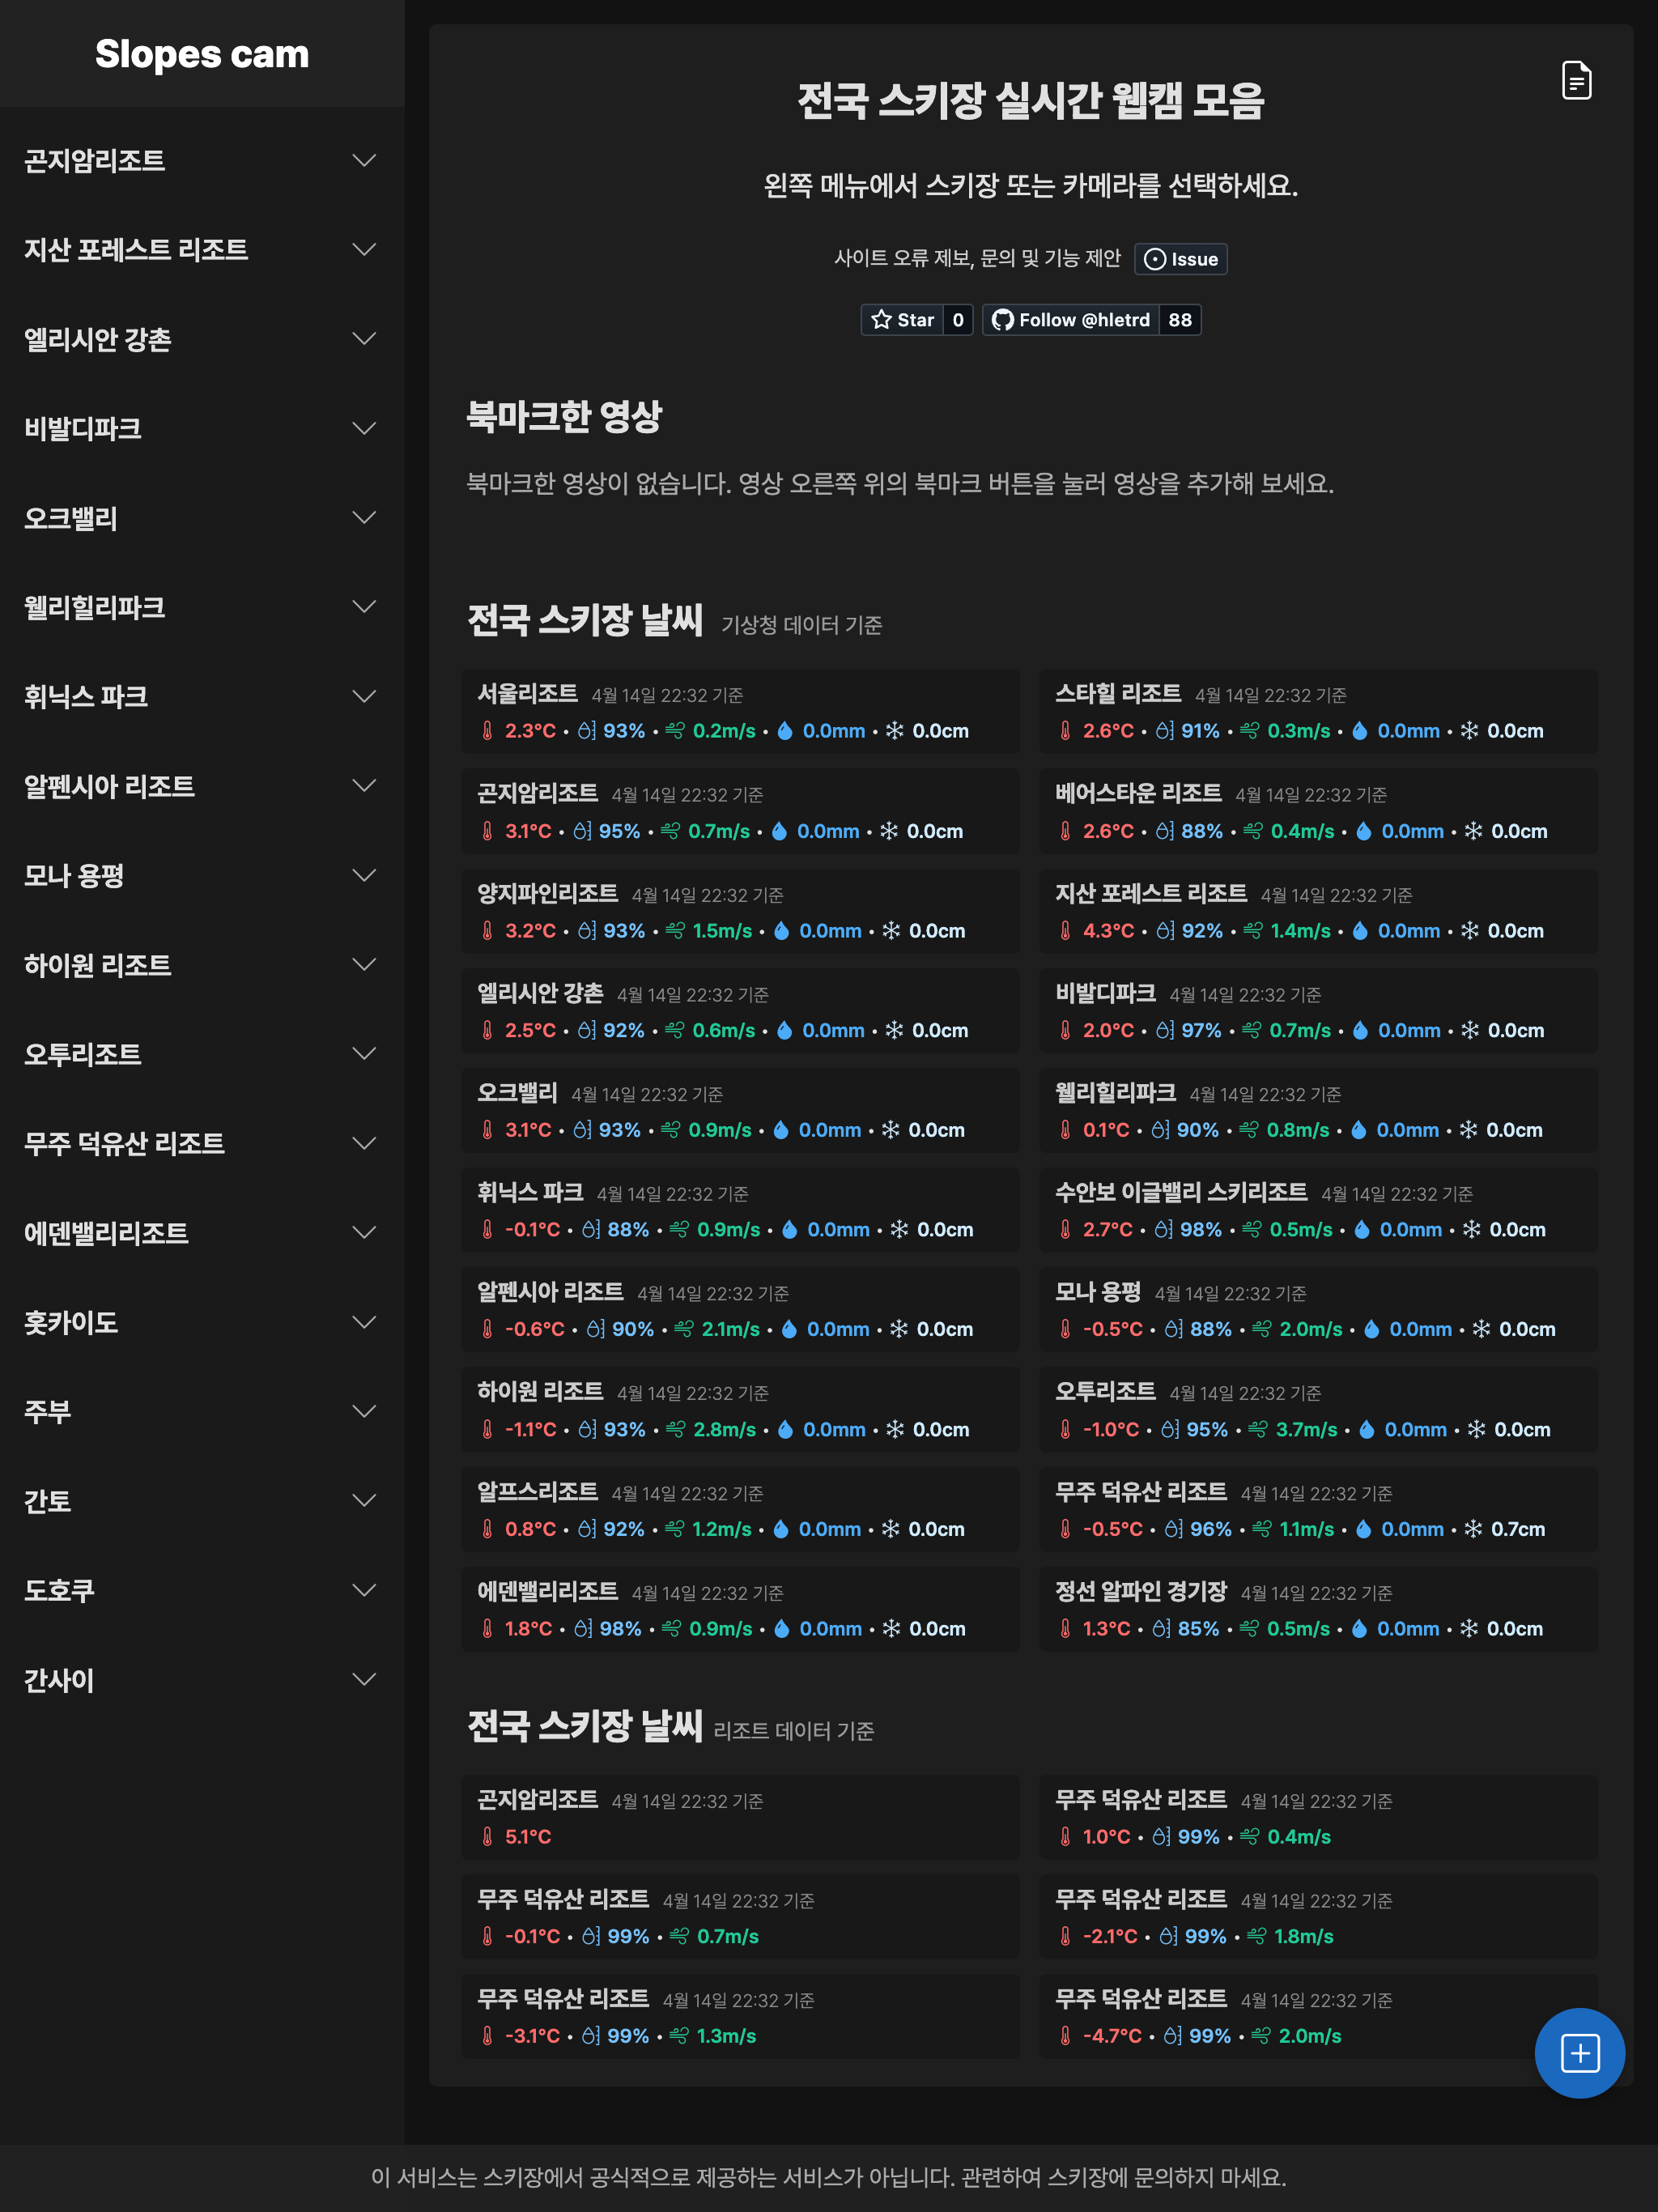 Slopes cam
곤지암리조트
지산 포레스트 리조트
엘리시안 강촌
비발디파크
오크밸리
웰리힐리파크
휘닉스 파크
알펜시아 리조트
모나 용평
하이원 리조트
오투리조트
무주 덕유산 리조트
에덴밸리리조트
홋카이도
주부
간토
도호쿠
간사이
전국 스키장 실시간 웹캠 모음
왼쪽 메뉴에서 스키장 또는 카메라를 선택하세요.
사이트 오류 제보, 문의 및 기능 제안 Issue
Star 0 Follow @hletrd 88
북마크한 영상
북마크한 영상이 없습니다. 영상 오른쪽 위의 북마크 버튼을 눌러 영상을 추가해 보세요.
전국 스키장 날씨 기상청 데이터 기준
서울리조트 4월 14일 22:32 기준
2.3°C • 93% • 0.2m/s • 0.0mm • 0.0cm
스타힐 리조트 4월 14일 22:32 기준
2.6°C • 91% • 0.3m/s • 0.0mm • 0.0cm
곤지암리조트 4월 14일 22:32 기준
3.1°C • 95% • 0.7m/s • 0.0mm • 0.0cm
베어스타운 리조트 4월 14일 22:32 기준
2.6°C • 88% • 0.4m/s • 0.0mm • 0.0cm
양지파인리조트 4월 14일 22:32 기준
3.2°C • 93% • 1.5m/s • 0.0mm • 0.0cm
지산 포레스트 리조트 4월 14일 22:32 기준
4.3°C • 92% • 1.4m/s • 0.0mm • 0.0cm
엘리시안 강촌 4월 14일 22:32 기준
2.5°C • 92% • 0.6m/s • 0.0mm • 0.0cm
비발디파크 4월 14일 22:32 기준
2.0°C • 97% • 0.7m/s • 0.0mm • 0.0cm
오크밸리 4월 14일 22:32 기준
3.1°C • 93% • 0.9m/s • 0.0mm • 0.0cm
웰리힐리파크 4월 14일 22:32 기준
0.1°C • 90% • 0.8m/s • 0.0mm • 0.0cm
휘닉스 파크 4월 14일 22:32 기준
-0.1°C • 88% • 0.9m/s • 0.0mm • 0.0cm
수안보 이글밸리 스키리조트 4월 14일 22:32 기준
2.7°C • 98% • 0.5m/s • 0.0mm • 0.0cm
알펜시아 리조트 4월 14일 22:32 기준
-0.6°C • 90% • 2.1m/s • 0.0mm • 0.0cm
모나 용평 4월 14일 22:32 기준
-0.5°C • 88% • 2.0m/s • 0.0mm • 0.0cm
하이원 리조트 4월 14일 22:32 기준
-1.1°C • 93% • 2.8m/s • 0.0mm • 0.0cm
오투리조트 4월 14일 22:32 기준
-1.0°C • 95% • 3.7m/s • 0.0mm • 0.0cm
알프스리조트 4월 14일 22:32 기준
0.8°C • 92% • 1.2m/s • 0.0mm • 0.0cm
무주 덕유산 리조트 4월 14일 22:32 기준
-0.5°C • 96% • 1.1m/s • 0.0mm • 0.7cm
에덴밸리리조트 4월 14일 22:32 기준
1.8°C • 98% • 0.9m/s • 0.0mm • 0.0cm
정선 알파인 경기장 4월 14일 22:32 기준
1.3°C • 85% • 0.5m/s • 0.0mm • 0.0cm
전국 스키장 날씨 리조트 데이터 기준
곤지암리조트 4월 14일 22:32 기준
5.1°C
무주 덕유산 리조트 4월 14일 22:32 기준
1.0°C • 99% • 0.4m/s
무주 덕유산 리조트 4월 14일 22:32 기준
-0.1°C • 99% • 0.7m/s
무주 덕유산 리조트 4월 14일 22:32 기준
-2.1°C • 99% • 1.8m/s
무주 덕유산 리조트 4월 14일 22:32 기준
-3.1°C • 99% • 1.3m/s
무주 덕유산 리조트 4월 14일 22:32 기준
-4.7°C • 99% • 2.0m/s
이 서비스는 스키장에서 공식적으로 제공하는 서비스가 아닙니다. 관련하여 스키장에 문의하지 마세요.